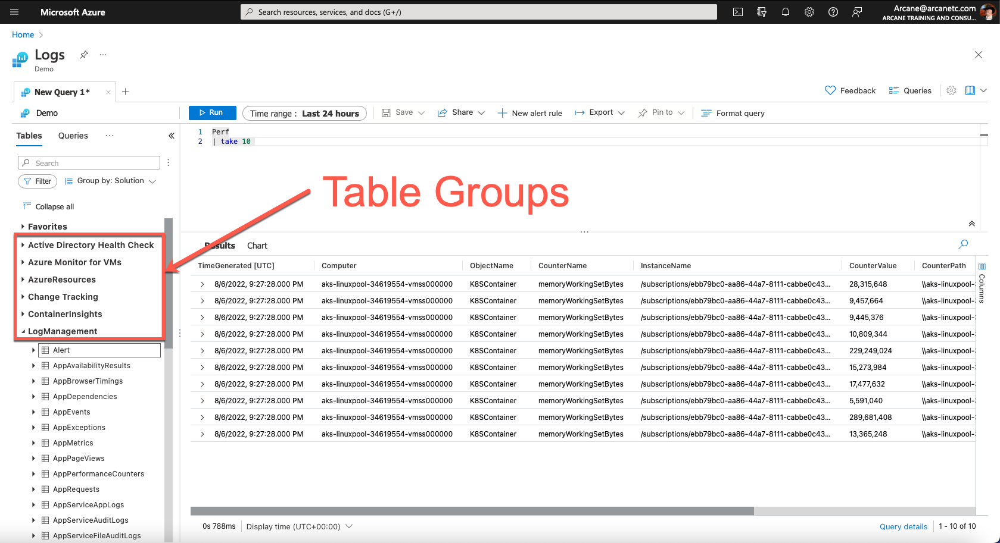 Microsoft Azure
Search resources, services, and docs (G+/)
Arcane@arcanetc.com
ARCANE TRAINING AND CONSU...
Home
Logs
...
Demo
New Query 1*
Feedback
Queries
Demo
Run
Time range : Last 24 hours
Save
Share
New alert rule
Export
Pin to
Format query
Tables
Queries
...
1 Perf
2 | take 10
Search
Filter
Group by: Solution
Table Groups
Collapse all
Favorites
Active Directory Health Check
Azure Monitor for VMs
AzureResources
Change Tracking
ContainerInsights
LogManagement
Alert
AppAvailabilityResults
AppBrowserTimings
AppDependencies
AppEvents
AppExceptions
AppMetrics
AppPageViews
AppPerformanceCounters
AppRequests
AppServiceAppLogs
AppServiceAuditLogs
AppServiceFileAuditLogs
Results Chart
TimeGenerated [UTC] Computer ObjectName CounterName InstanceName CounterValue CounterPath
8/6/2022, 9:27:28.000 PM aks-linuxpool-34619554-vmss000000 K8SContainer memoryWorkingSetBytes /subscriptions/ebb79bc0-aa86-44a7-8111-cabbe0c43... 28,315,648 \\aks-linuxpool-
8/6/2022, 9:27:28.000 PM aks-linuxpool-34619554-vmss000000 K8SContainer memoryWorkingSetBytes /subscriptions/ebb79bc0-aa86-44a7-8111-cabbe0c43... 9,457,664 \\aks-linuxpool-
8/6/2022, 9:27:28.000 PM aks-linuxpool-34619554-vmss000000 K8SContainer memoryWorkingSetBytes /subscriptions/ebb79bc0-aa86-44a7-8111-cabbe0c43... 9,445,376 \\aks-linuxpool-
8/6/2022, 9:27:28.000 PM aks-linuxpool-34619554-vmss000000 K8SContainer memoryWorkingSetBytes /subscriptions/ebb79bc0-aa86-44a7-8111-cabbe0c43... 10,809,344 \\aks-linuxpool-
8/6/2022, 9:27:28.000 PM aks-linuxpool-34619554-vmss000000 K8SContainer memoryWorkingSetBytes /subscriptions/ebb79bc0-aa86-44a7-8111-cabbe0c43... 229,249,024 \\aks-linuxpool-
8/6/2022, 9:27:28.000 PM aks-linuxpool-34619554-vmss000000 K8SContainer memoryWorkingSetBytes /subscriptions/ebb79bc0-aa86-44a7-8111-cabbe0c43... 15,273,984 \\aks-linuxpool-
8/6/2022, 9:27:28.000 PM aks-linuxpool-34619554-vmss000000 K8SContainer memoryWorkingSetBytes /subscriptions/ebb79bc0-aa86-44a7-8111-cabbe0c43... 17,477,632 \\aks-linuxpool-
8/6/2022, 9:27:28.000 PM aks-linuxpool-34619554-vmss000000 K8SContainer memoryWorkingSetBytes /subscriptions/ebb79bc0-aa86-44a7-8111-cabbe0c43... 5,591,040 \\aks-linuxpool-
8/6/2022, 9:27:28.000 PM aks-linuxpool-34619554-vmss000000 K8SContainer memoryWorkingSetBytes /subscriptions/ebb79bc0-aa86-44a7-8111-cabbe0c43... 289,681,408 \\aks-linuxpool-
8/6/2022, 9:27:28.000 PM aks-linuxpool-34619554-vmss000000 K8SContainer memoryWorkingSetBytes /subscriptions/ebb79bc0-aa86-44a7-8111-cabbe0c43... 13,365,248 \\aks-linuxpool-
Columns
0s 788ms
Display time (UTC+00:00)
Query details
1 - 10 of 10